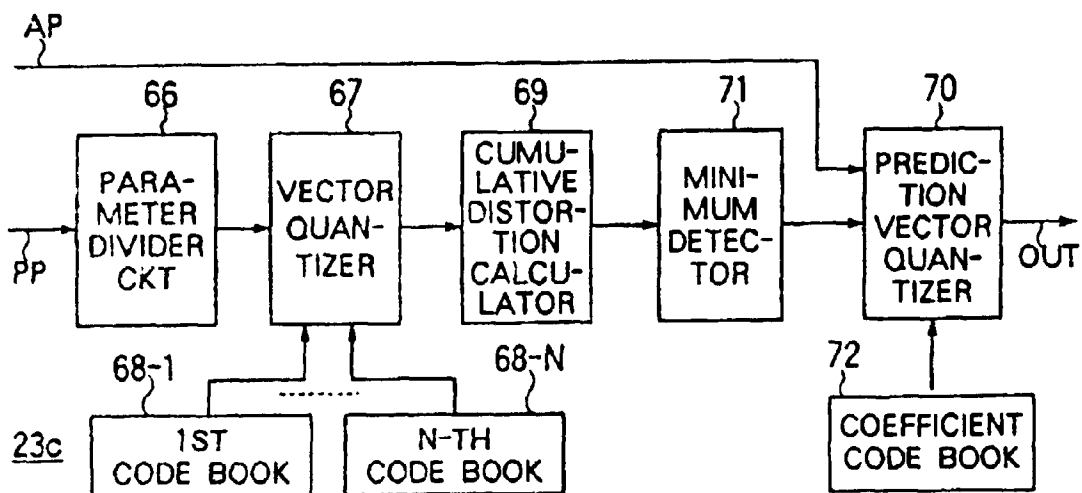 AP
66
67
69
71
70
PARA-
METER
DIVIDER
CKT
VECTOR
QUAN-
TIZER
CUMU-
LATIVE
DISTOR-
TION
CALCU-
LATOR
MINI-
MUM
DETEC-
TOR
PREDIC-
TION
VECTOR
QUAN-
TIZER
PP
OUT
68-1
68-N
72
23c
1ST
CODE BOOK
N-TH
CODE BOOK
COEFFICIENT
CODE BOOK